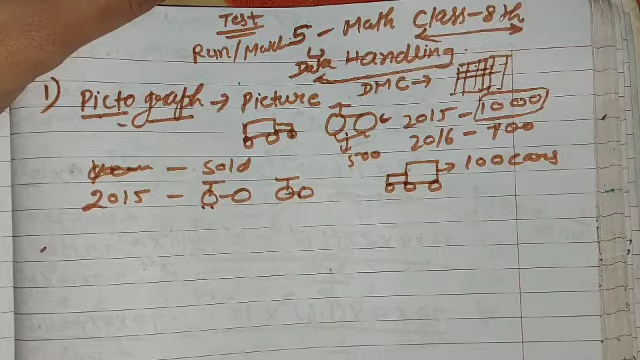 Test
Run/Mark 5 - Math Class-8th
Data Handling
DMC →
1) Pictograph → Picture
2015 - 1000
2016 - 700
500
- Sold
→ 100 cars
2015 -